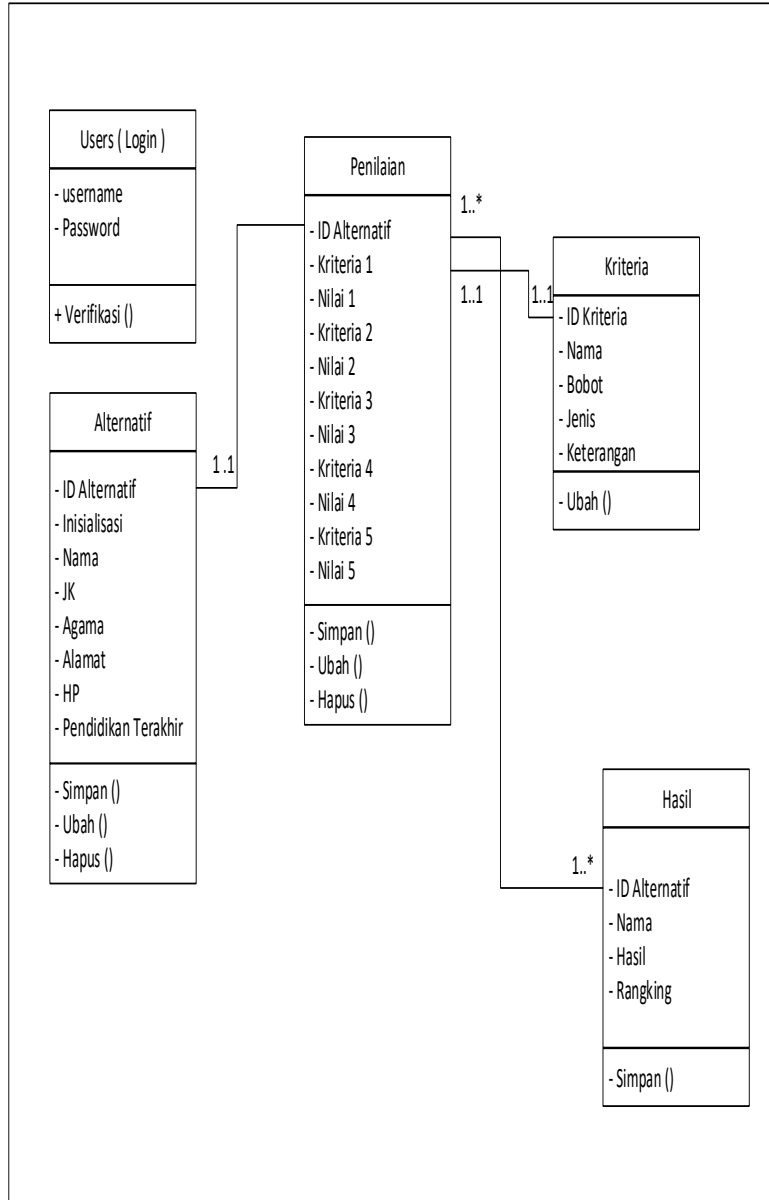 Users ( Login )
- username
- Password
+ Verifikasi ()
Alternatif
- ID Alternatif
- Inisialisasi
- Nama
- JK
- Agama
- Alamat
- HP
- Pendidikan Terakhir
- Simpan ()
- Ubah ()
- Hapus ()
1 .1
Penilaian
- ID Alternatif
- Kriteria 1
- Nilai 1
- Kriteria 2
- Nilai 2
- Kriteria 3
- Nilai 3
- Kriteria 4
- Nilai 4
- Kriteria 5
- Nilai 5
- Simpan ()
- Ubah ()
- Hapus ()
1..*
1..1
1..1
Kriteria
- ID Kriteria
- Nama
- Bobot
- Jenis
- Keterangan
- Ubah ()
1..*
Hasil
- ID Alternatif
- Nama
- Hasil
- Rangking
- Simpan ()